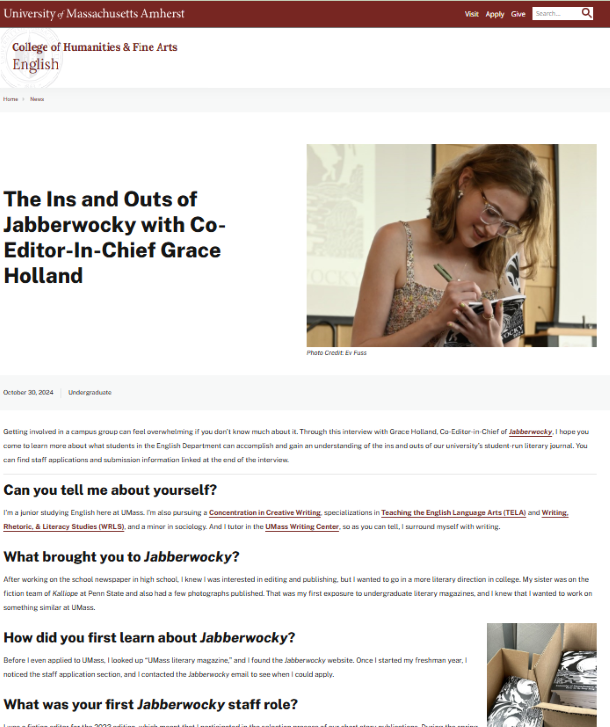 University of Massachusetts Amherst
Visit Apply Give Search...
College of Humanities & Fine Arts
English
Home › News
The Ins and Outs of
Jabberwocky with Co-
Editor-In-Chief Grace
Holland
Photo Credit: Ev Fuss
October 30, 2024 Undergraduate
Getting involved in a campus group can feel overwhelming if you don't know much about it. Through this interview with Grace Holland, Co-Editor-in-Chief of Jabberwocky, I hope you
come to learn more about what students in the English Department can accomplish and gain an understanding of the ins and outs of our university's student-run literary journal. You
can find staff applications and submission information linked at the end of the interview.
Can you tell me about yourself?
I'm a junior studying English here at UMass. I'm also pursuing a Concentration in Creative Writing, specializations in Teaching the English Language Arts (TELA) and Writing,
Rhetoric, & Literacy Studies (WRLS), and a minor in sociology. And I tutor in the UMass Writing Center, so as you can tell, I surround myself with writing.
What brought you to Jabberwocky?
After working on the school newspaper in high school, I knew I was interested in editing and publishing, but I wanted to go in a more literary direction in college. My sister was on the
fiction team of Kalliope at Penn State and also had a few photographs published. That was my first exposure to undergraduate literary magazines, and I knew that I wanted to work on
something similar at UMass.
How did you first learn about Jabberwocky?
Before I even applied to UMass, I looked up "UMass literary magazine," and I found the Jabberwocky website. Once I started my freshman year, I
noticed the staff application section, and I contacted the Jabberwocky email to see when I could apply.
What was your first Jabberwocky staff role?